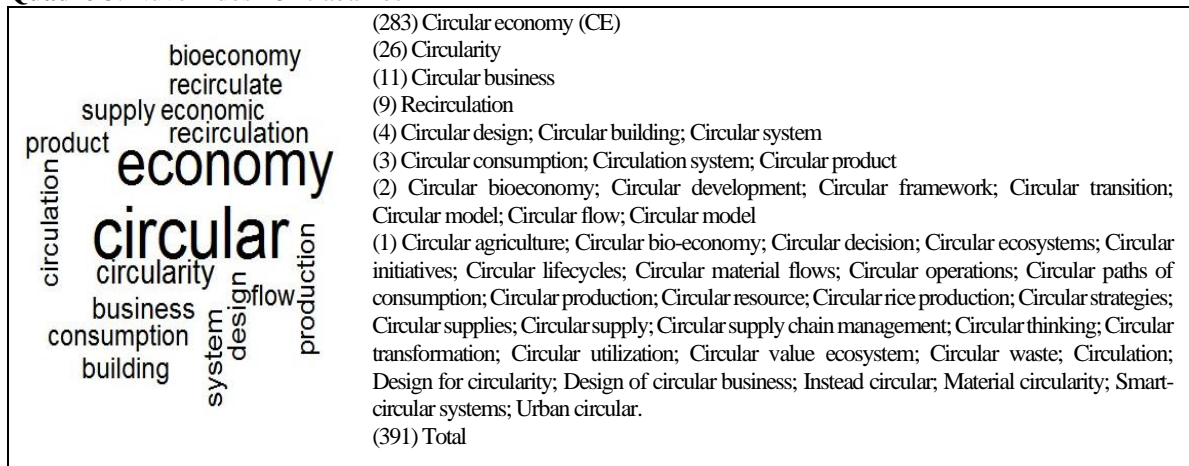 bioeconomy
recirculate
supply economic
product recirculation
economy
circulation
circular
circularity
production
business
flow
design
consumption
system
building
(283) Circular economy (CE)
(26) Circularity
(11) Circular business
(9) Recirculation
(4) Circular design; Circular building; Circular system
(3) Circular consumption; Circulation system; Circular product
(2) Circular bioeconomy; Circular development; Circular framework; Circular transition;
Circular model; Circular flow; Circular model
(1) Circular agriculture; Circular bio-economy; Circular decision; Circular ecosystems; Circular
initiatives; Circular lifecycles; Circular material flows; Circular operations; Circular paths of
consumption; Circular production; Circular resource; Circular rice production; Circular strategies;
Circular supplies; Circular supply; Circular supply chain management; Circular thinking; Circular
transformation; Circular utilization; Circular value ecosystem; Circular waste; Circulation;
Design for circularity; Design of circular business; Instead circular; Material circularity; Smart-
circular systems; Urban circular.
(391) Total